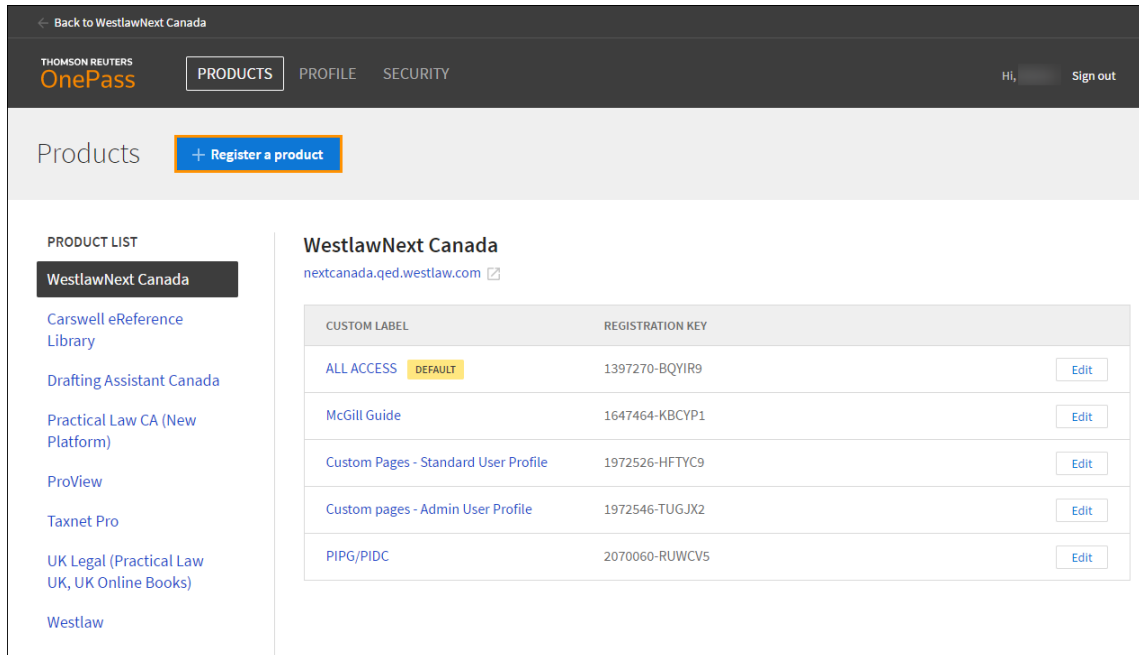 Back to WestlawNext Canada
THOMSON REUTERS
OnePass
PRODUCTS PROFILE SECURITY
Hi, Sign out
Products
+ Register a product
PRODUCT LIST
WestlawNext Canada
Carswell eReference
Library
Drafting Assistant Canada
Practical Law CA (New
Platform)
ProView
Taxnet Pro
UK Legal (Practical Law
UK, UK Online Books)
Westlaw
WestlawNext Canada
nextcanada.qed.westlaw.com
CUSTOM LABEL REGISTRATION KEY
ALL ACCESS DEFAULT 1397270-BQYIR9 Edit
McGill Guide 1647464-KBCYP1 Edit
Custom Pages - Standard User Profile 1972526-HFTYC9 Edit
Custom pages - Admin User Profile 1972546-TUGJX2 Edit
PIPG/PIDC 2070060-RUWCV5 Edit